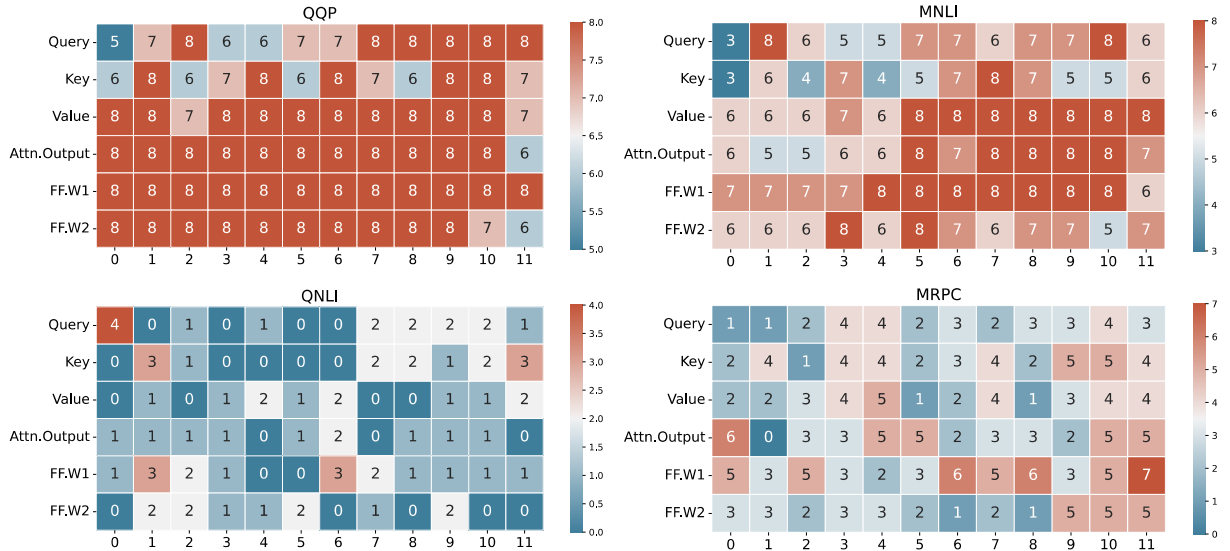 QQP
Query 5 7 8 6 6 7 7 8 8 8 8 8
Key 6 8 6 7 8 6 8 7 6 8 8 7
Value 8 8 7 8 8 8 8 8 8 8 8 7
Attn.Output 8 8 8 8 8 8 8 8 8 8 8 6
FF.W1 8 8 8 8 8 8 8 8 8 8 8 8
FF.W2 8 8 8 8 8 8 8 8 8 8 7 6
0 1 2 3 4 5 6 7 8 9 10 11
8.0
7.5
7.0
6.5
6.0
5.5
5.0
MNLI
Query 3 8 6 5 5 7 7 6 7 7 8 6
Key 3 6 4 7 4 5 7 8 7 5 5 6
Value 6 6 6 7 6 8 8 8 8 8 8 8
Attn.Output 6 5 5 6 6 8 7 8 8 8 8 7
FF.W1 7 7 7 7 8 8 8 8 8 8 8 6
FF.W2 6 6 6 8 6 8 7 6 7 7 5 7
0 1 2 3 4 5 6 7 8 9 10 11
8
7
6
5
4
3
QNLI
Query 4 0 1 0 1 0 0 2 2 2 2 1
Key 0 3 1 0 0 0 0 2 2 1 2 3
Value 0 1 0 1 2 1 2 0 0 1 1 2
Attn.Output 1 1 1 1 0 1 2 0 1 1 1 0
FF.W1 1 3 2 1 0 0 3 2 1 1 1 1
FF.W2 0 2 2 1 1 2 0 1 0 2 0 0
0 1 2 3 4 5 6 7 8 9 10 11
4.0
3.5
3.0
2.5
2.0
1.5
1.0
0.5
0.0
MRPC
Query 1 1 2 4 4 2 3 2 3 3 4 3
Key 2 4 1 4 4 2 3 4 2 5 5 4
Value 2 2 3 4 5 1 2 4 1 3 4 4
Attn.Output 6 0 3 3 5 5 2 3 3 2 5 5
FF.W1 5 3 5 3 2 3 6 5 6 3 5 7
FF.W2 3 3 2 3 3 2 1 2 1 5 5 5
0 1 2 3 4 5 6 7 8 9 10 11
7
6
5
4
3
2
1
0